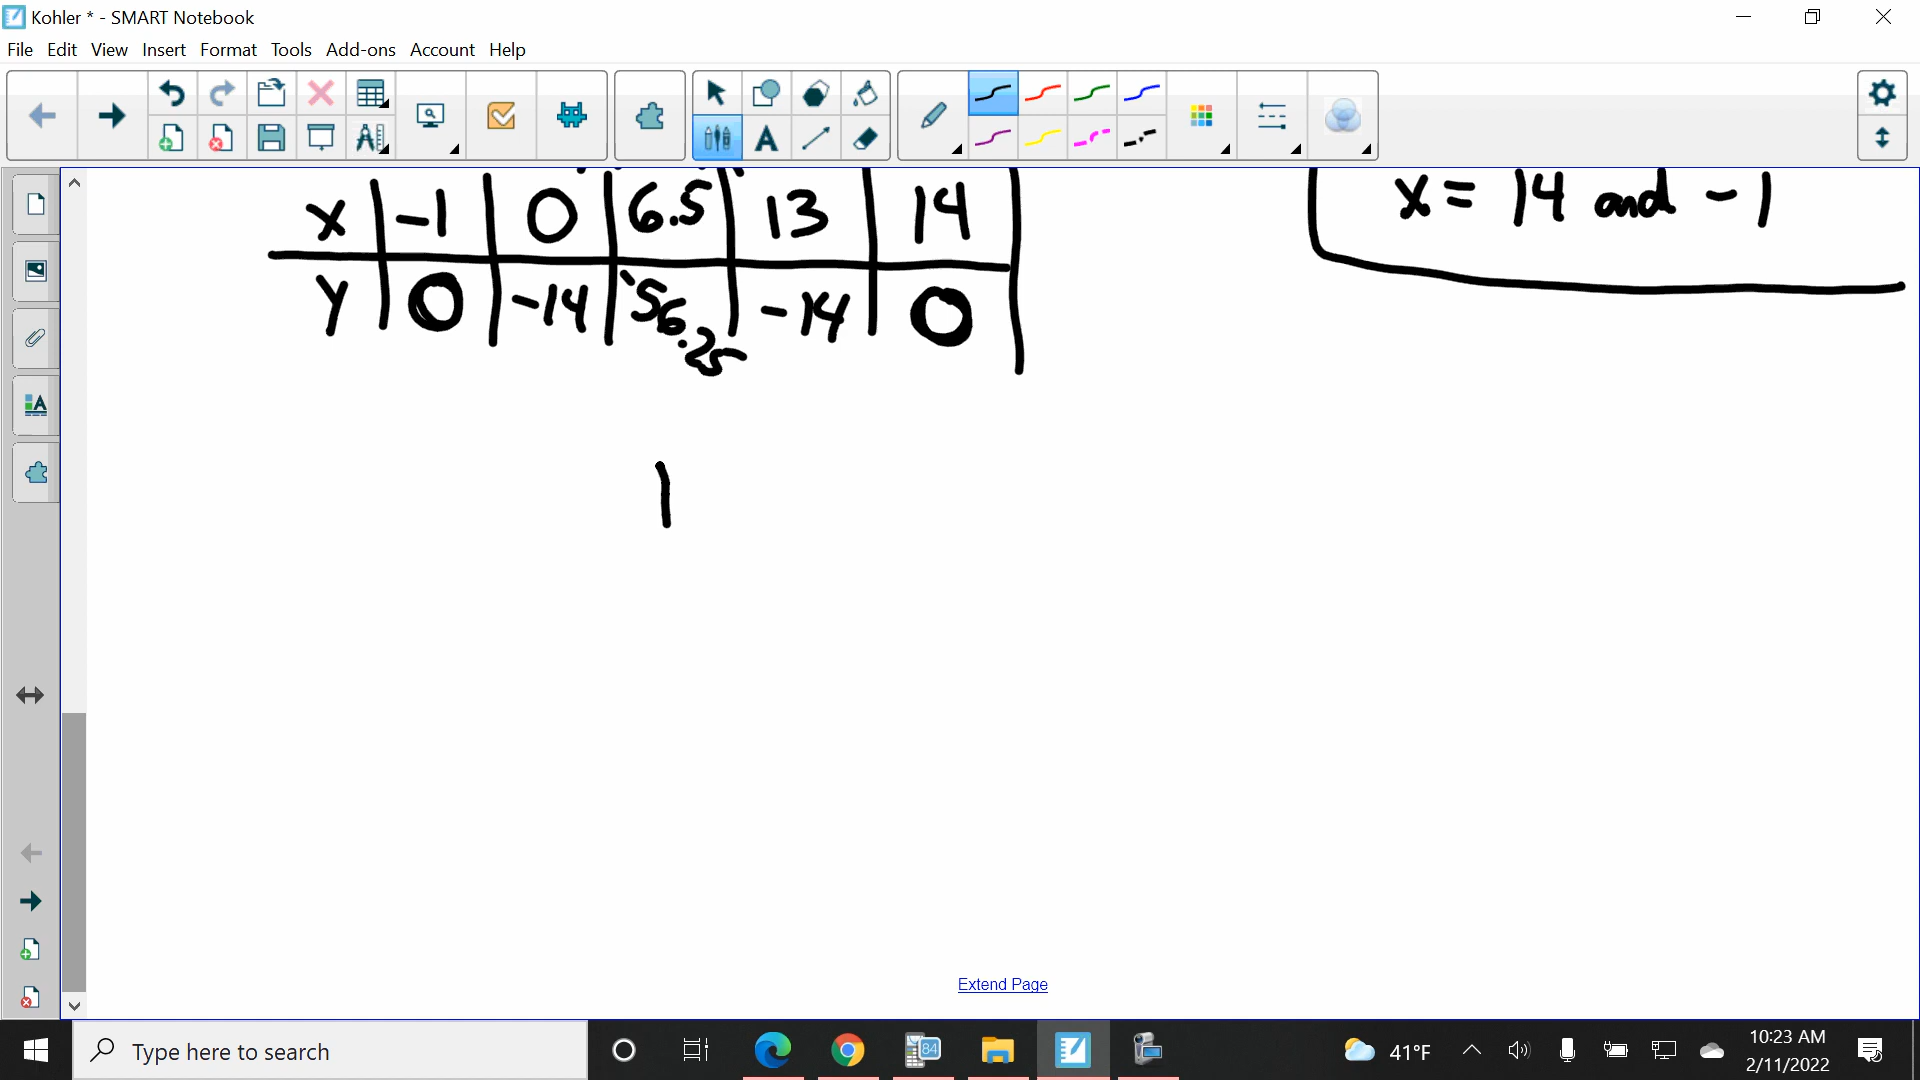 Kohler * - SMART Notebook
File Edit View Insert Format Tools Add-ons Account Help
x = 14 and -1
x -1 0 6.5 13 14
y 0 -14 -56.25 -14 0
1
Extend Page
Type here to search
84
41°F
10:23 AM
2/11/2022